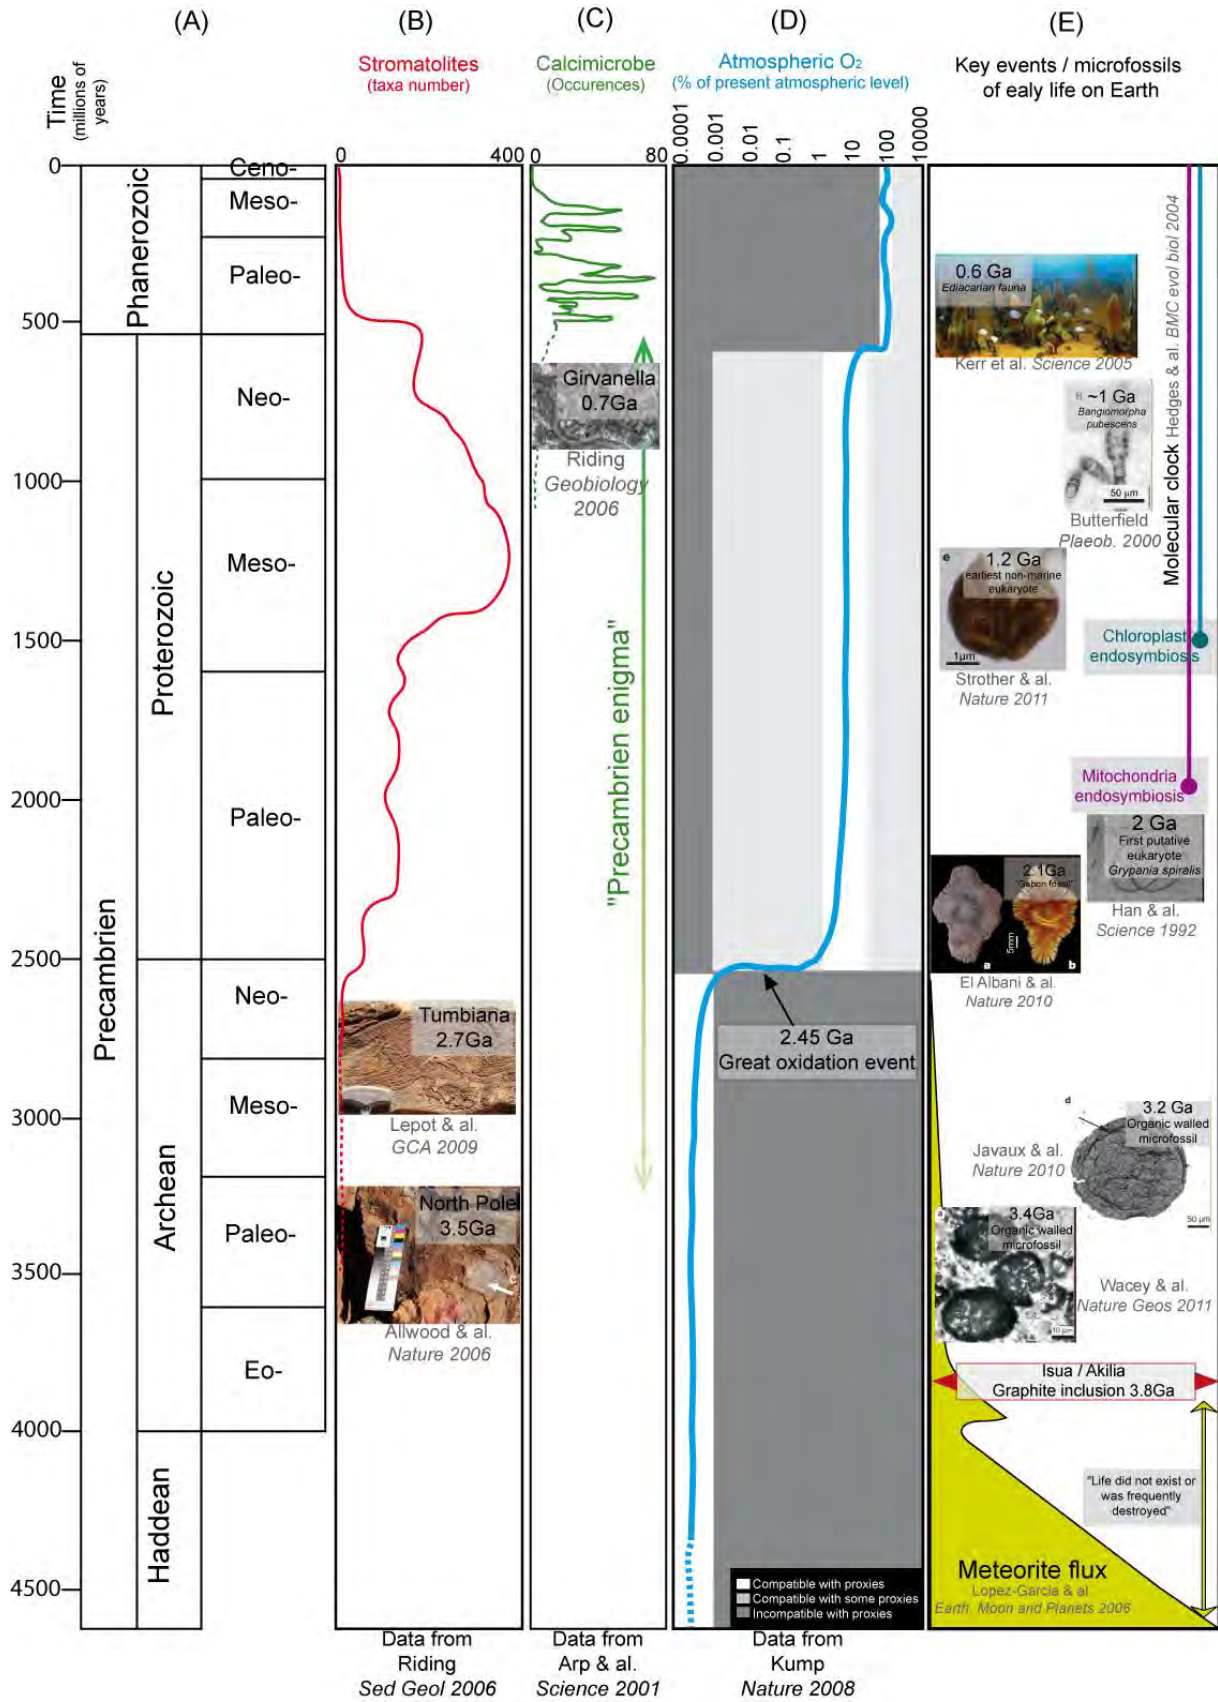 (A)
(B)
(C)
(D)
(E)
Time
(millions of
years)
Stromatolites
(taxa number)
Calcimicrobe
(Occurences)
Atmospheric O₂
(% of present atmospheric level)
Key events / microfossils
of ealy life on Earth
0
400
0
80
0.0001
0.001
0.01
0.1
1
10
100
10000
0
500
1000
1500
2000
2500
3000
3500
4000
4500
Phanerozoic
Precambrien
Proterozoic
Archean
Haddean
Ceno-
Meso-
Paleo-
Neo-
Meso-
Paleo-
Neo-
Meso-
Paleo-
Eo-
Tumbiana
2.7Ga
Lepot & al.
GCA 2009
North Pole
3.5Ga
c
Allwood & al.
Nature 2006
Girvanella
0.7Ga
Riding
Geobiology
2006
"Precambrien enigma"
2.45 Ga
Great oxidation event
Compatible with proxies
Compatible with some proxies
Incompatible with proxies
0.6 Ga
Ediacarian fauna
Kerr et al. Science 2005
Molecular clock Hedges & al. BMC evol biol 2004
B ~1 Ga
Bangiomorpha
pubescens
50 µm
Butterfield
Plaeob. 2000
e
1.2 Ga
earliest non-marine
eukaryote
1µm
Strother & al.
Nature 2011
Chloroplast
endosymbiosis
Mitochondria
endosymbiosis
2 Ga
First putative
eukaryote
Grypania spiralis
Han & al.
Science 1992
2.1Ga
"Gabon fossil"
5mm
a
b
El Albani & al.
Nature 2010
d
3.2 Ga
Organic walled
microfossil
Javaux & al.
Nature 2010
50 µm
a
3.4Ga
Organic walled
microfossil
10 µm
Wacey & al.
Nature Geos 2011
Isua / Akilia
Graphite inclusion 3.8Ga
"Life did not exist or
was frequently
destroyed"
Meteorite flux
Lopez-Garcia & al
Earth Moon and Planets 2006
Data from
Riding
Sed Geol 2006
Data from
Arp & al.
Science 2001
Data from
Kump
Nature 2008